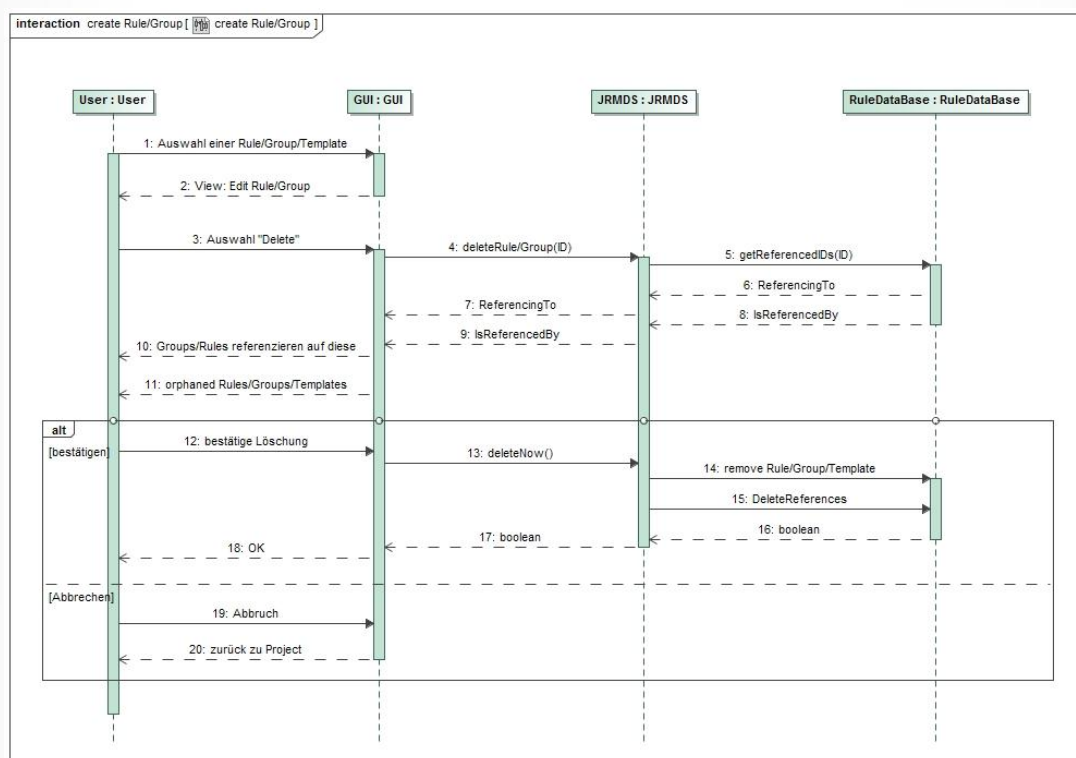 interaction create Rule/Group [ create Rule/Group ]
User : User
GUI : GUI
JRMDS : JRMDS
RuleDataBase : RuleDataBase
1: Auswahl einer Rule/Group/Template
2: View: Edit Rule/Group
3: Auswahl "Delete"
4: deleteRule/Group(ID)
5: getReferencedIDs(ID)
6: ReferencingTo
7: ReferencingTo
8: IsReferencedBy
9: IsReferencedBy
10: Groups/Rules referenzieren auf diese
11: orphaned Rules/Groups/Templates
alt
[bestätigen]
12: bestätige Löschung
13: deleteNow()
14: remove Rule/Group/Template
15: DeleteReferences
16: boolean
17: boolean
18: OK
[Abbrechen]
19: Abbruch
20: zurück zu Project